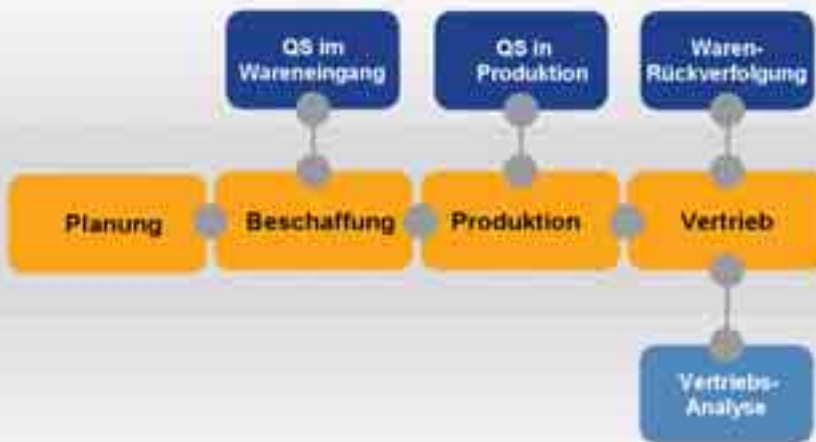 QS im
Wareneingang
QS in
Produktion
Waren-
Rückverfolgung
Planung
Beschaffung
Produktion
Vertrieb
Vertriebs-
Analyse